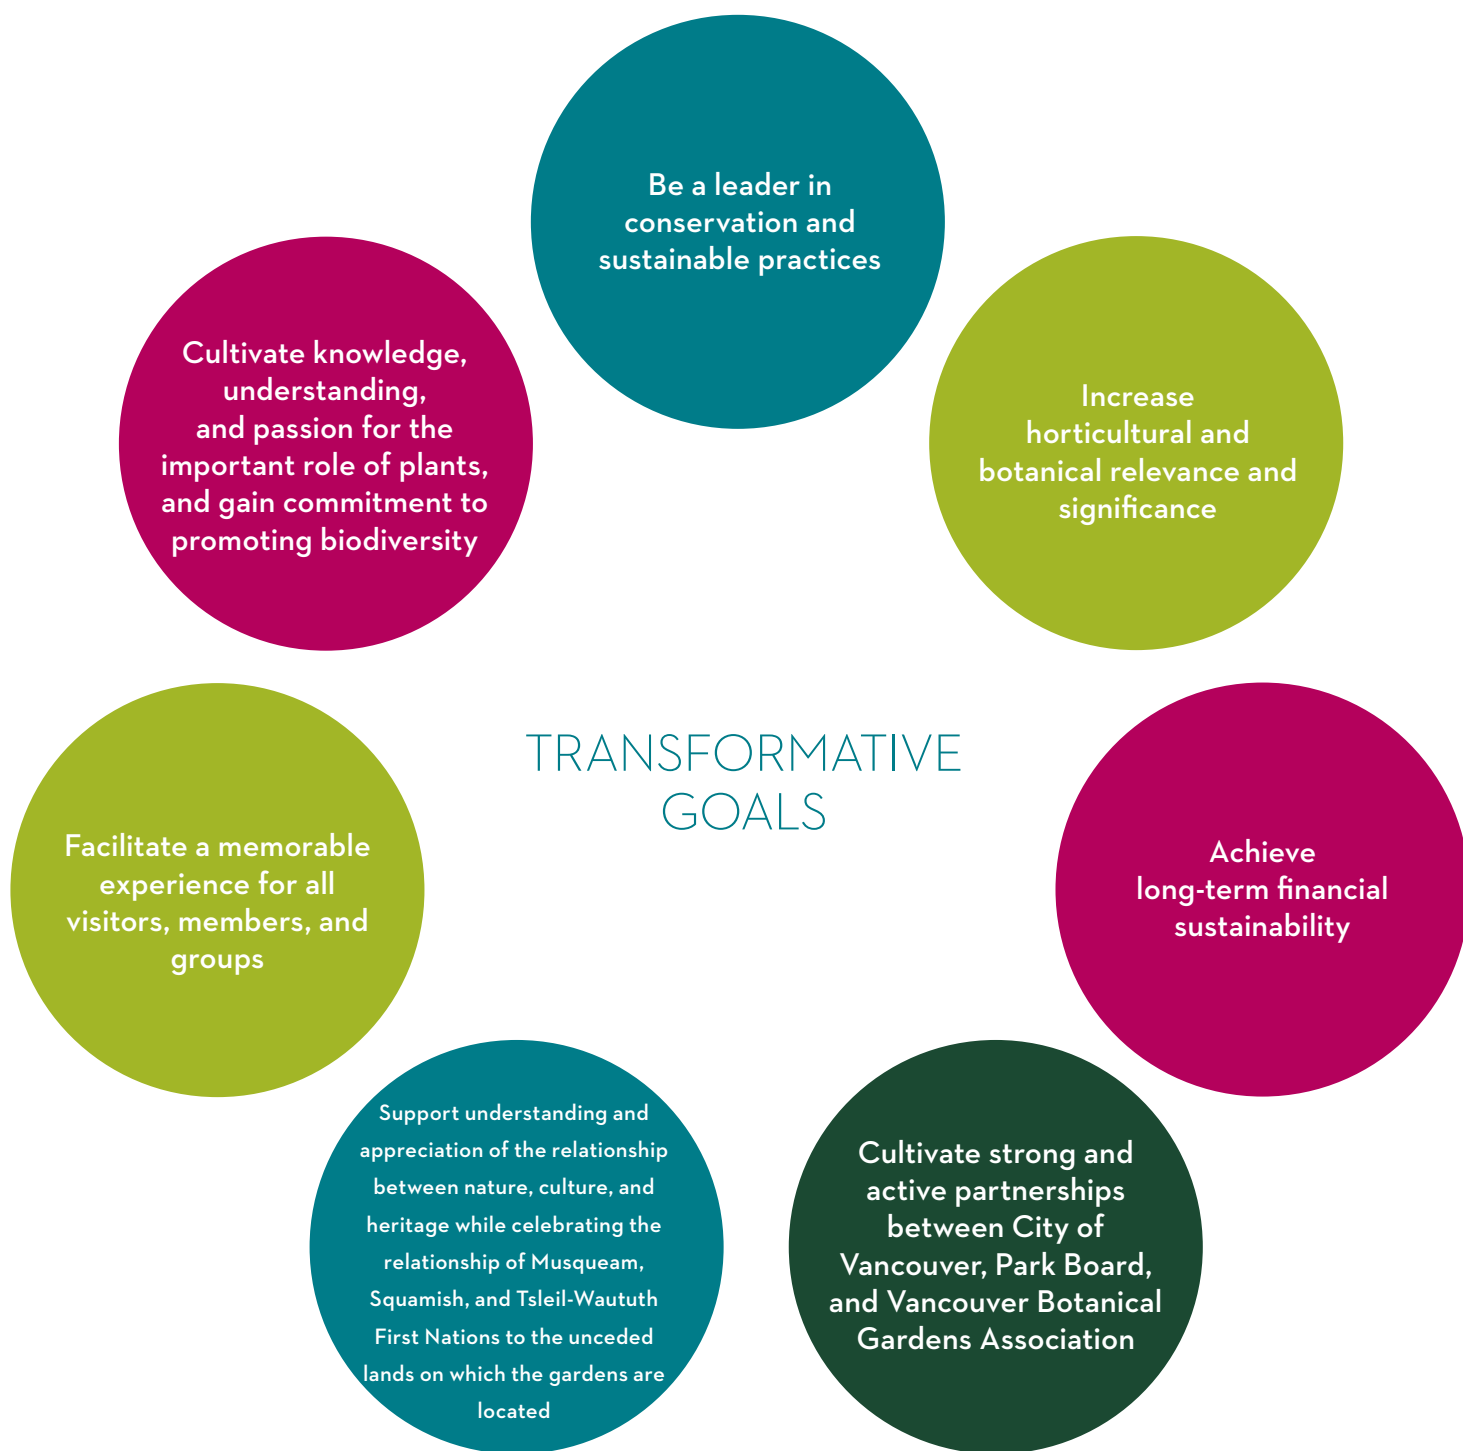 Be a leader in
conservation and
sustainable practices
Increase
horticultural and
botanical relevance and
significance
Achieve
long-term financial
sustainability
Cultivate strong and
active partnerships
between City of
Vancouver, Park Board,
and Vancouver Botanical
Gardens Association
Support understanding and
appreciation of the relationship
between nature, culture, and
heritage while celebrating the
relationship of Musqueam,
Squamish, and Tsleil-Waututh
First Nations to the unceded
lands on which the gardens are
located
Facilitate a memorable
experience for all
visitors, members, and
groups
Cultivate knowledge,
understanding,
and passion for the
important role of plants,
and gain commitment to
promoting biodiversity
TRANSFORMATIVE
GOALS